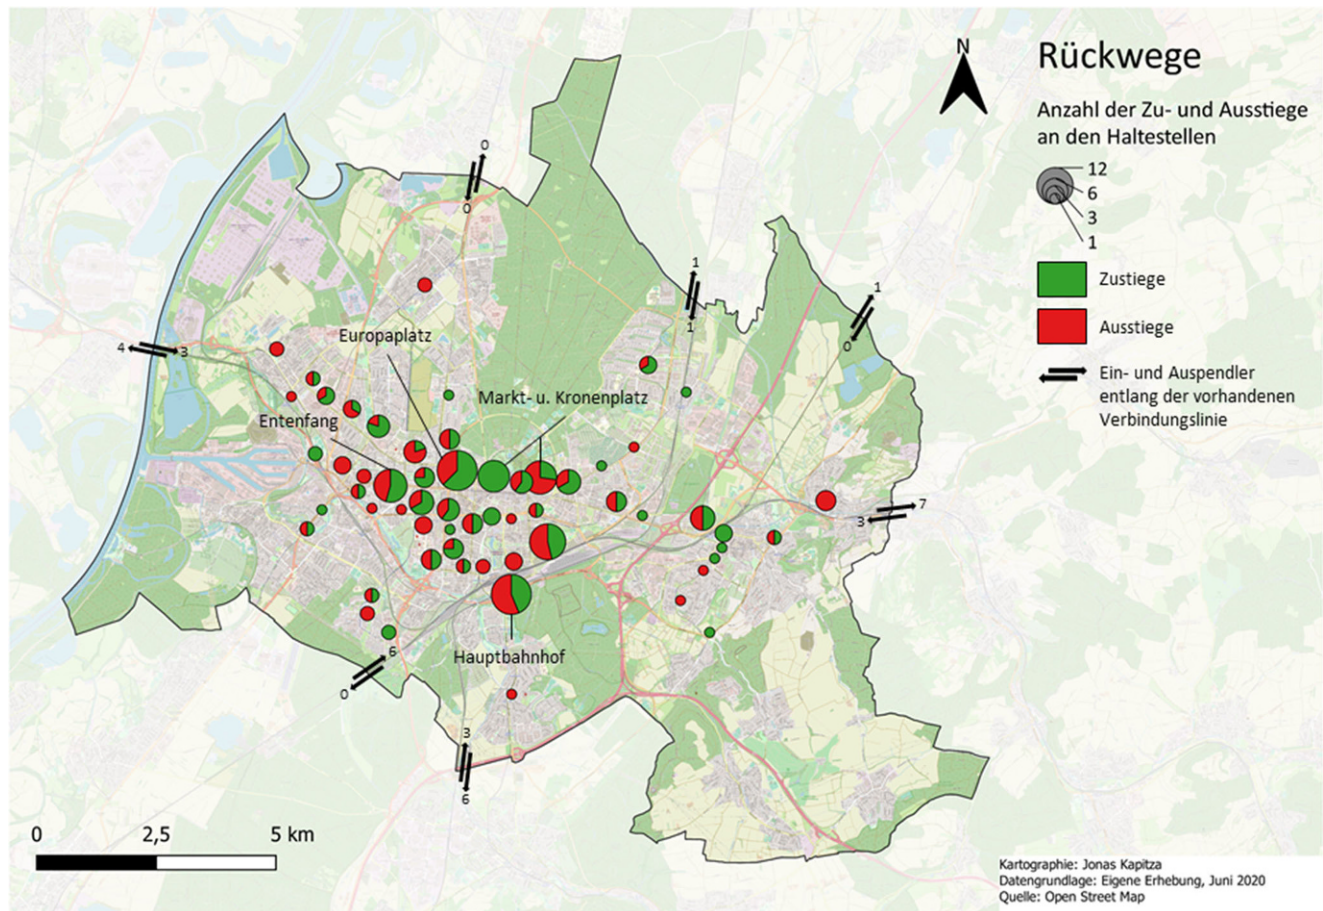 N
Rückwege
Anzahl der Zu- und Ausstiege
an den Haltestellen
12
6
3
1
Zustiege
Ausstiege
Ein- und Auspendler
entlang der vorhandenen
Verbindungslinie
0
0
1
1
1
0
4
3
Europaplatz
Markt- u. Kronenplatz
Entenfang
7
3
Hauptbahnhof
6
0
3
6
0
2,5
5 km
Kartographie: Jonas Kapitza
Datengrundlage: Eigene Erhebung, Juni 2020
Quelle: Open Street Map